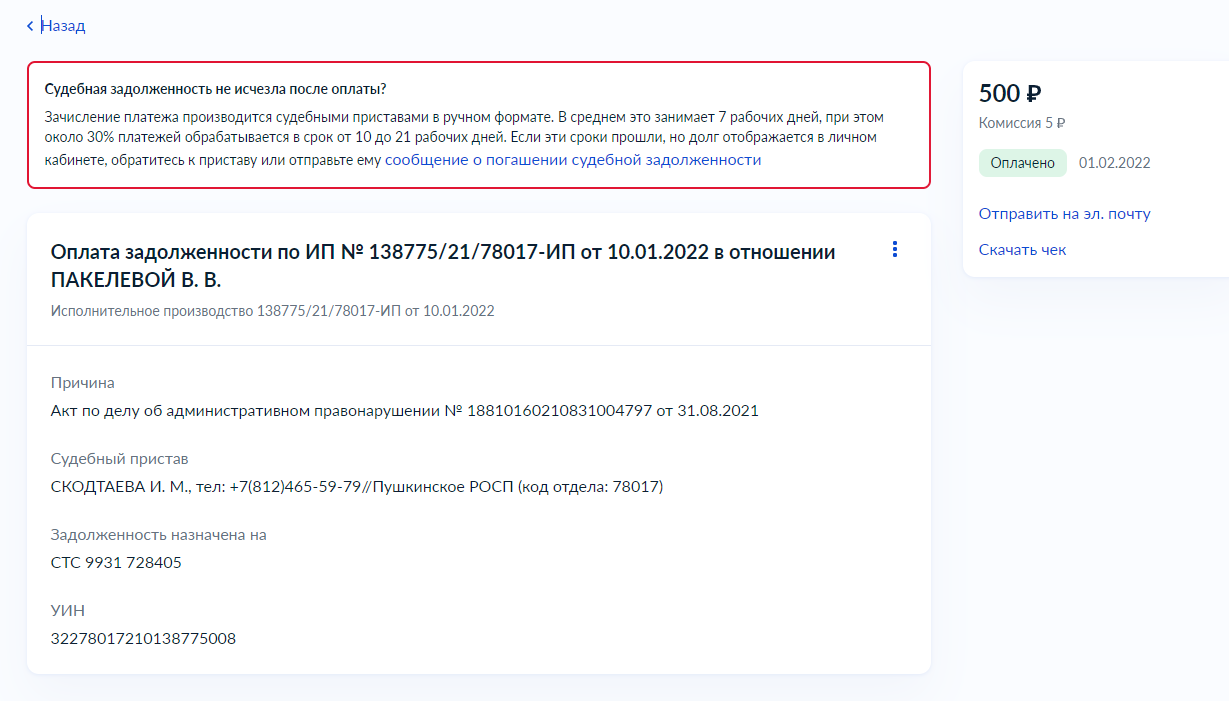 Назад
Судебная задолженность не исчезла после оплаты?
Зачисление платежа производится судебными приставами в ручном формате. В среднем это занимает 7 рабочих дней, при этом
около 30% платежей обрабатывается в срок от 10 до 21 рабочих дней. Если эти сроки прошли, но долг отображается в личном
кабинете, обратитесь к приставу или отправьте ему сообщение о погашении судебной задолженности
Оплата задолженности по ИП № 138775/21/78017-ИП от 10.01.2022 в отношении
ПАКЕЛЕВОЙ В. В.
Исполнительное производство 138775/21/78017-ИП от 10.01.2022
Причина
Акт по делу об административном правонарушении № 18810160210831004797 от 31.08.2021
Судебный пристав
СКОДТАЕВА И. М., тел: +7(812)465-59-79//Пушкинское РОСП (код отдела: 78017)
Задолженность назначена на
СТС 9931 728405
УИН
32278017210138775008
500 ₽
Комиссия 5 ₽
Оплачено 01.02.2022
Отправить на эл. почту
Скачать чек